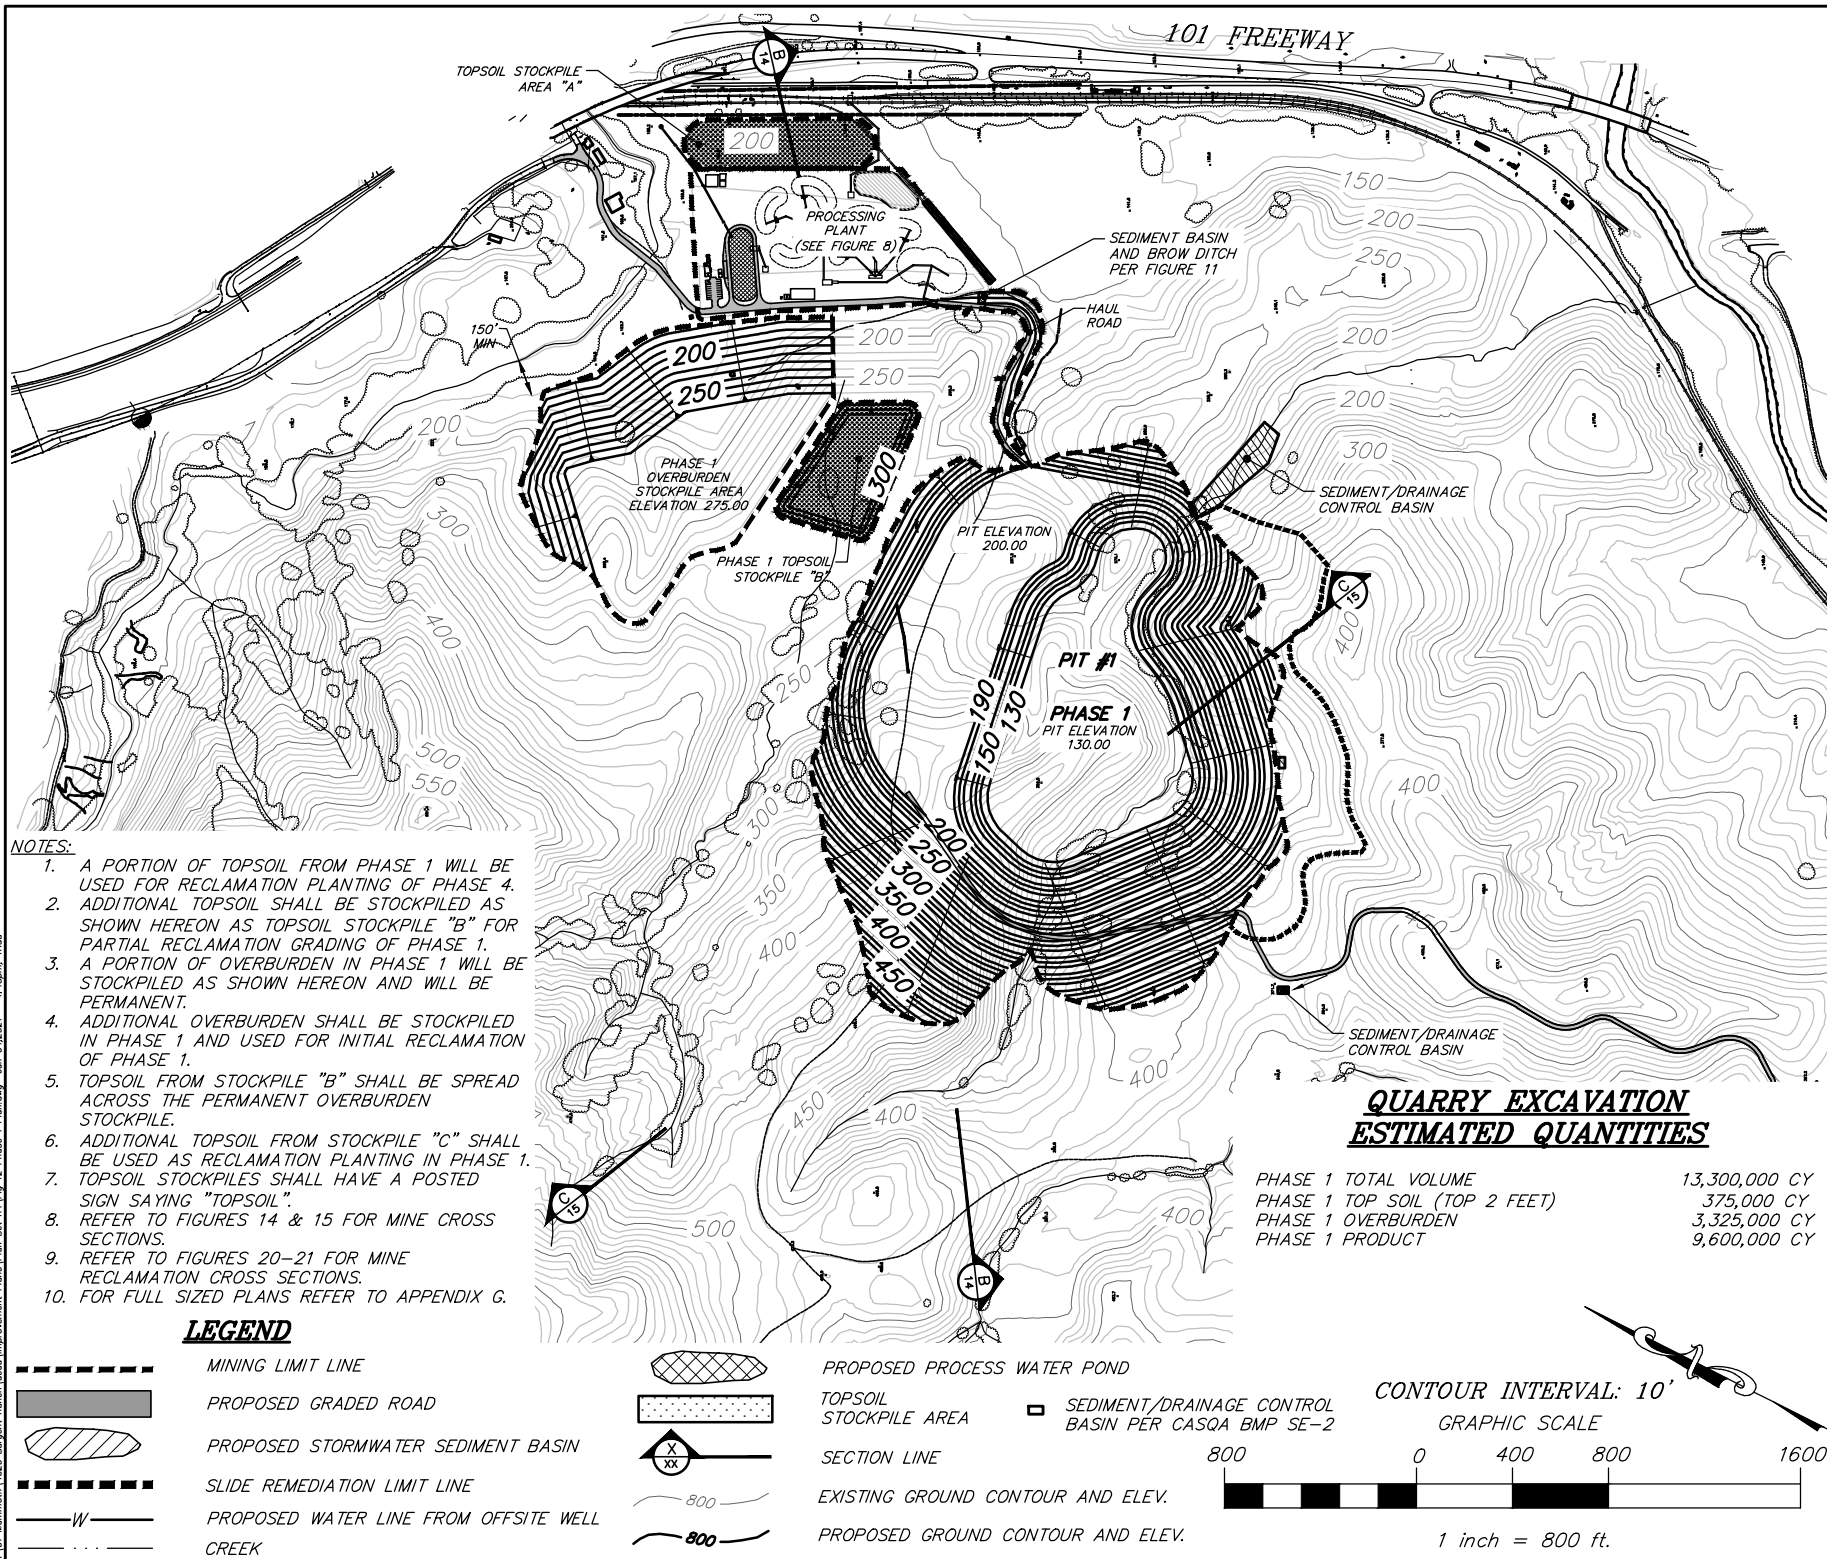 101 FREEWAY
B
14
TOPSOIL STOCKPILE
AREA "A"
200
PROCESSING
PLANT
(SEE FIGURE 8)
150
200
250
SEDIMENT BASIN
AND BROW DITCH
PER FIGURE 11
HAUL
ROAD
150'
MIN
200
250
200
250
200
200
300
200
PHASE 1
OVERBURDEN
STOCKPILE AREA
ELEVATION 275.00
300
SEDIMENT/DRAINAGE
CONTROL BASIN
300
PIT ELEVATION
200.00
PHASE 1 TOPSOIL
STOCKPILE "B"
C
15
400
400
250
PIT #1
PHASE 1
PIT ELEVATION
130.00
190
130
150
500
550
400
300
200
250
300
350
400
450
350
400
SEDIMENT/DRAINAGE
CONTROL BASIN
400
450
400
500
400
C
15
B
14
NOTES:
1. A PORTION OF TOPSOIL FROM PHASE 1 WILL BE
USED FOR RECLAMATION PLANTING OF PHASE 4.
2. ADDITIONAL TOPSOIL SHALL BE STOCKPILED AS
SHOWN HEREON AS TOPSOIL STOCKPILE "B" FOR
PARTIAL RECLAMATION GRADING OF PHASE 1.
3. A PORTION OF OVERBURDEN IN PHASE 1 WILL BE
STOCKPILED AS SHOWN HEREON AND WILL BE
PERMANENT.
4. ADDITIONAL OVERBURDEN SHALL BE STOCKPILED
IN PHASE 1 AND USED FOR INITIAL RECLAMATION
OF PHASE 1.
5. TOPSOIL FROM STOCKPILE "B" SHALL BE SPREAD
ACROSS THE PERMANENT OVERBURDEN
STOCKPILE.
6. ADDITIONAL TOPSOIL FROM STOCKPILE "C" SHALL
BE USED AS RECLAMATION PLANTING IN PHASE 1.
7. TOPSOIL STOCKPILES SHALL HAVE A POSTED
SIGN SAYING "TOPSOIL".
8. REFER TO FIGURES 14 & 15 FOR MINE CROSS
SECTIONS.
9. REFER TO FIGURES 20-21 FOR MINE
RECLAMATION CROSS SECTIONS.
10. FOR FULL SIZED PLANS REFER TO APPENDIX G.
QUARRY EXCAVATION
ESTIMATED QUANTITIES
PHASE 1 TOTAL VOLUME 13,300,000 CY
PHASE 1 TOP SOIL (TOP 2 FEET) 375,000 CY
PHASE 1 OVERBURDEN 3,325,000 CY
PHASE 1 PRODUCT 9,600,000 CY
LEGEND
MINING LIMIT LINE
PROPOSED GRADED ROAD
PROPOSED STORMWATER SEDIMENT BASIN
SLIDE REMEDIATION LIMIT LINE
W PROPOSED WATER LINE FROM OFFSITE WELL
CREEK
PROPOSED PROCESS WATER POND
TOPSOIL
STOCKPILE AREA
SEDIMENT/DRAINAGE CONTROL
BASIN PER CASQA BMP SE-2
X
XX
SECTION LINE
800 EXISTING GROUND CONTOUR AND ELEV.
800 PROPOSED GROUND CONTOUR AND ELEV.
CONTOUR INTERVAL: 10'
GRAPHIC SCALE
800 0 400 800 1600
1 inch = 800 ft.